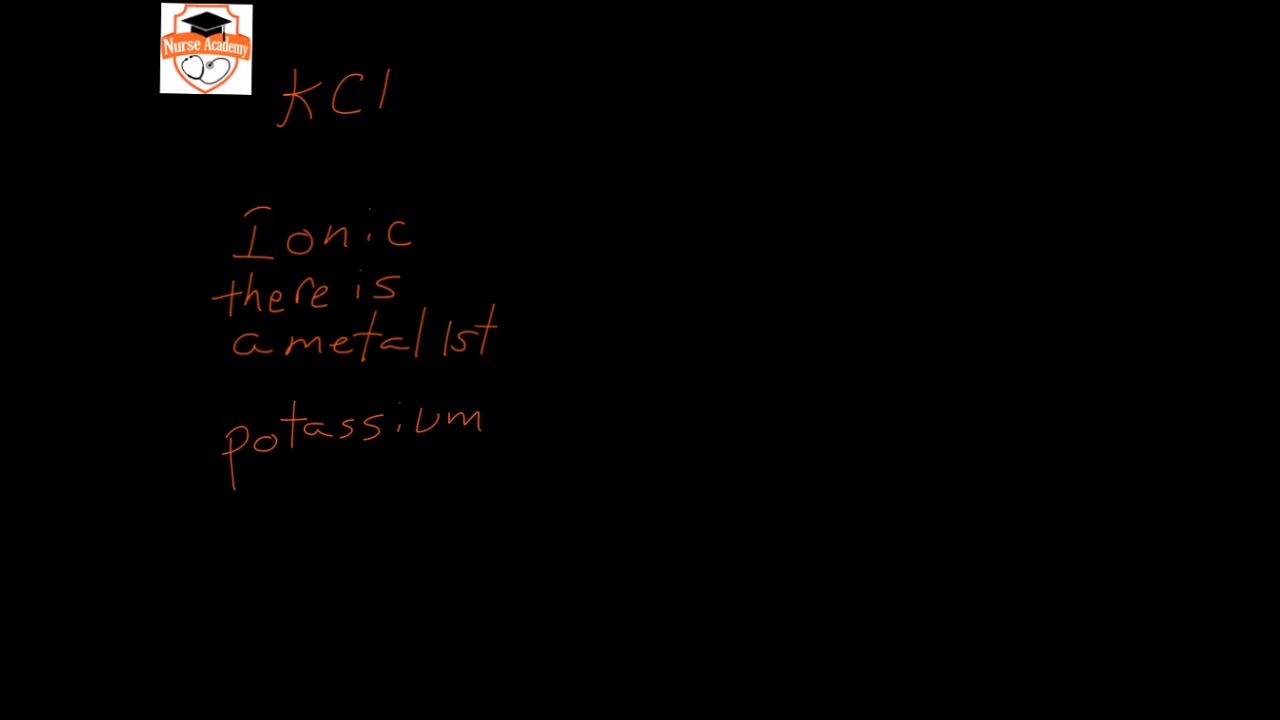 Nurse Academy
KCl
Ionic
there is
a metal 1st
potassium